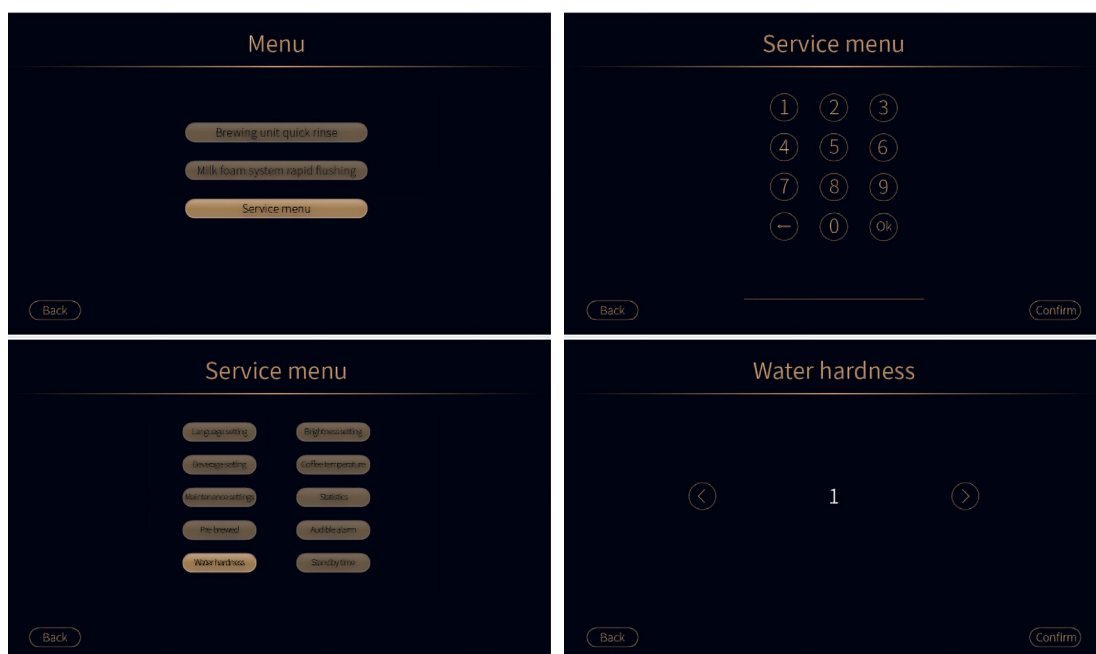 Menu
Brewing unit quick rinse
Milk foam system rapid flushing
Service menu
Back
Service menu
1 2 3
4 5 6
7 8 9
← 0 Ok
Back Confirm
Service menu
Language setting Brightness setting
Beverage setting Coffee temperature
Maintenance settings Statistics
Pre brewed Audible alarm
Water hardness Standby time
Back
Water hardness
< 1 >
Back Confirm